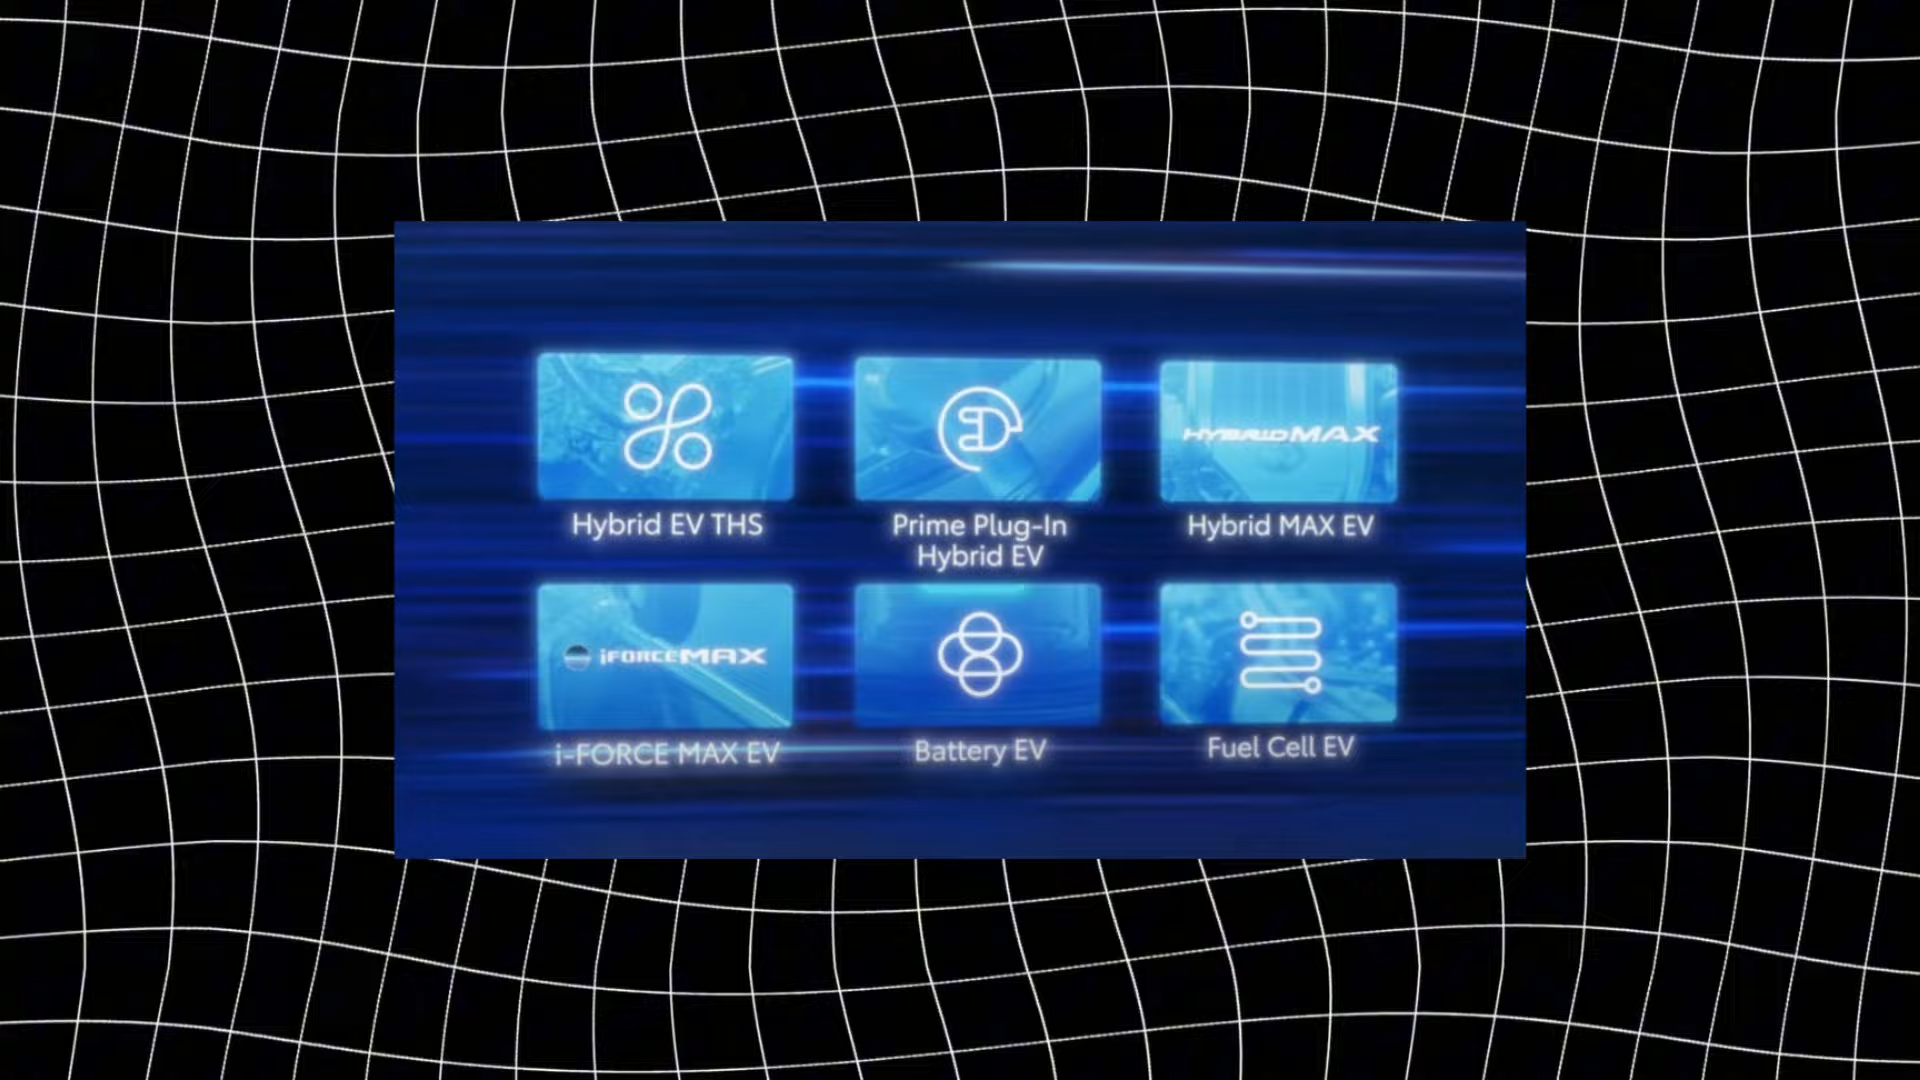 HYBRID MAX
Hybrid EV THS
Prime Plug-In
Hybrid EV
Hybrid MAX EV
iFORCE MAX
i-FORCE MAX EV
Battery EV
Fuel Cell EV